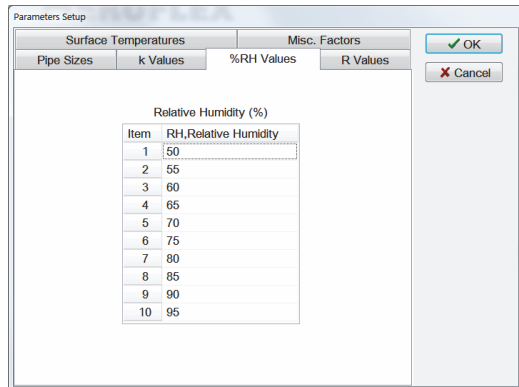 Parameters Setup
Surface Temperatures Misc. Factors
Pipe Sizes k Values %RH Values R Values
OK
Cancel
Relative Humidity (%)
Item RH,Relative Humidity
1 50
2 55
3 60
4 65
5 70
6 75
7 80
8 85
9 90
10 95